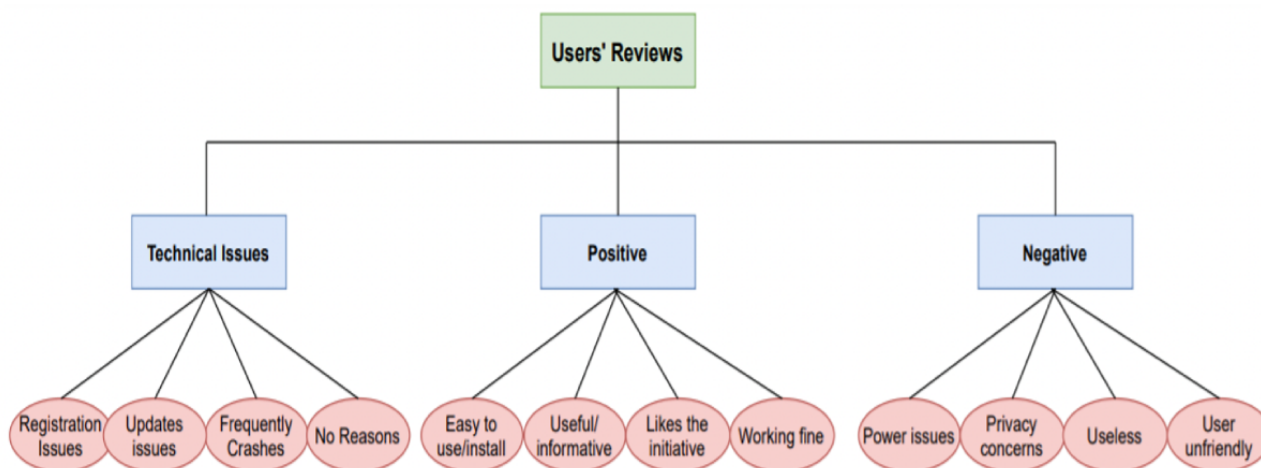 Users' Reviews
Technical Issues
Positive
Negative
Registration
Issues
Updates
issues
Frequently
Crashes
No Reasons
Easy to
use/install
Useful/
informative
Likes the
initiative
Working fine
Power issues
Privacy
concerns
Useless
User
unfriendly